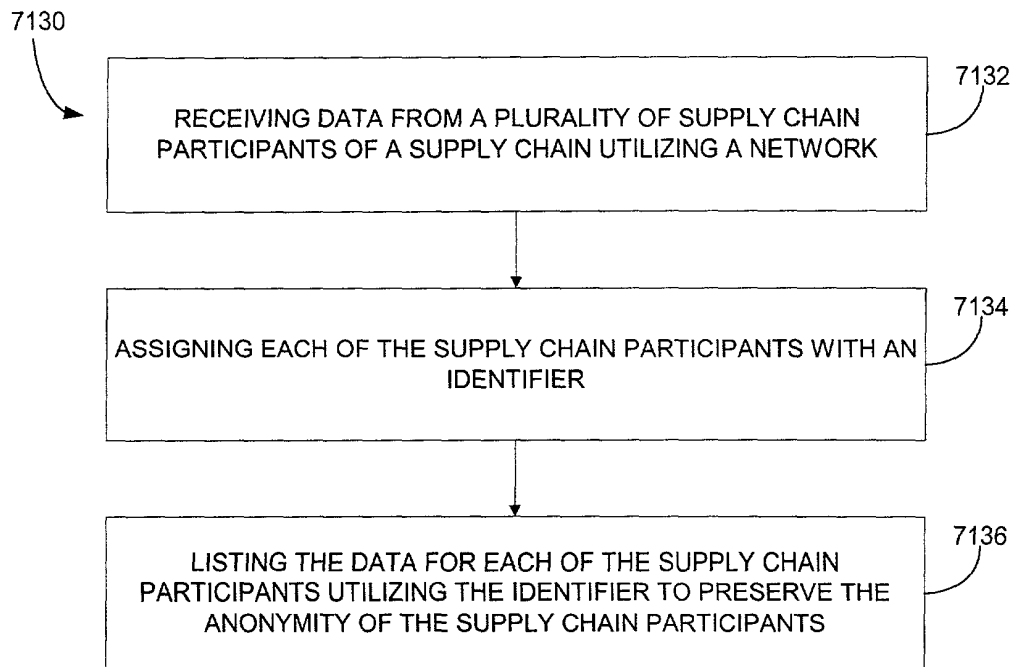 7130
7132
RECEIVING DATA FROM A PLURALITY OF SUPPLY CHAIN
PARTICIPANTS OF A SUPPLY CHAIN UTILIZING A NETWORK
7134
ASSIGNING EACH OF THE SUPPLY CHAIN PARTICIPANTS WITH AN
IDENTIFIER
7136
LISTING THE DATA FOR EACH OF THE SUPPLY CHAIN
PARTICIPANTS UTILIZING THE IDENTIFIER TO PRESERVE THE
ANONYMITY OF THE SUPPLY CHAIN PARTICIPANTS